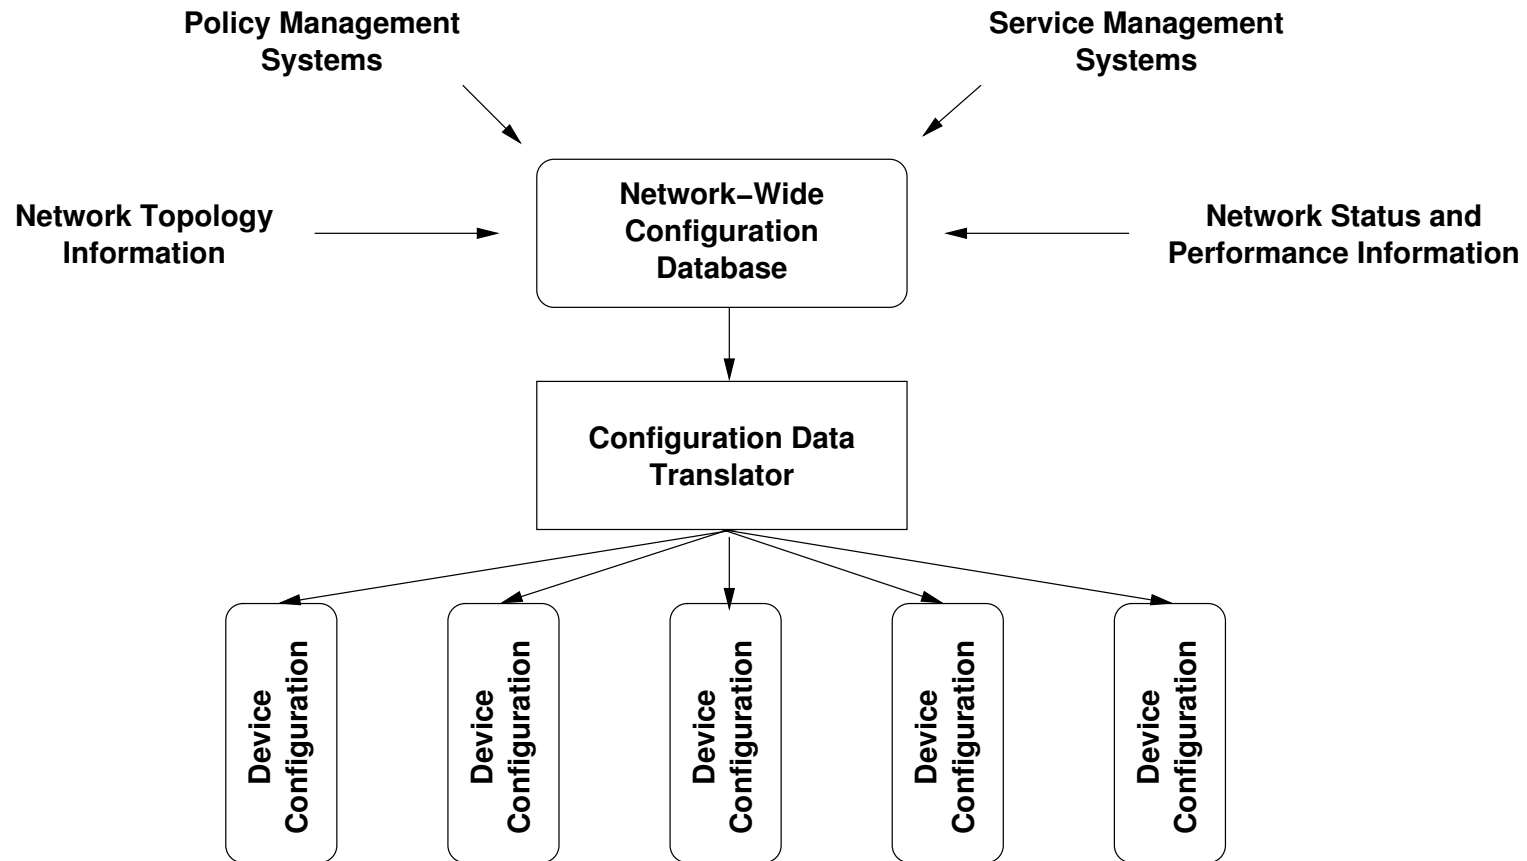 Policy Management
Systems
Service Management
Systems
Network Topology
Information
Network−Wide
Configuration
Database
Network Status and
Performance Information
Configuration Data
Translator
Device
Configuration
Device
Configuration
Device
Configuration
Device
Configuration
Device
Configuration